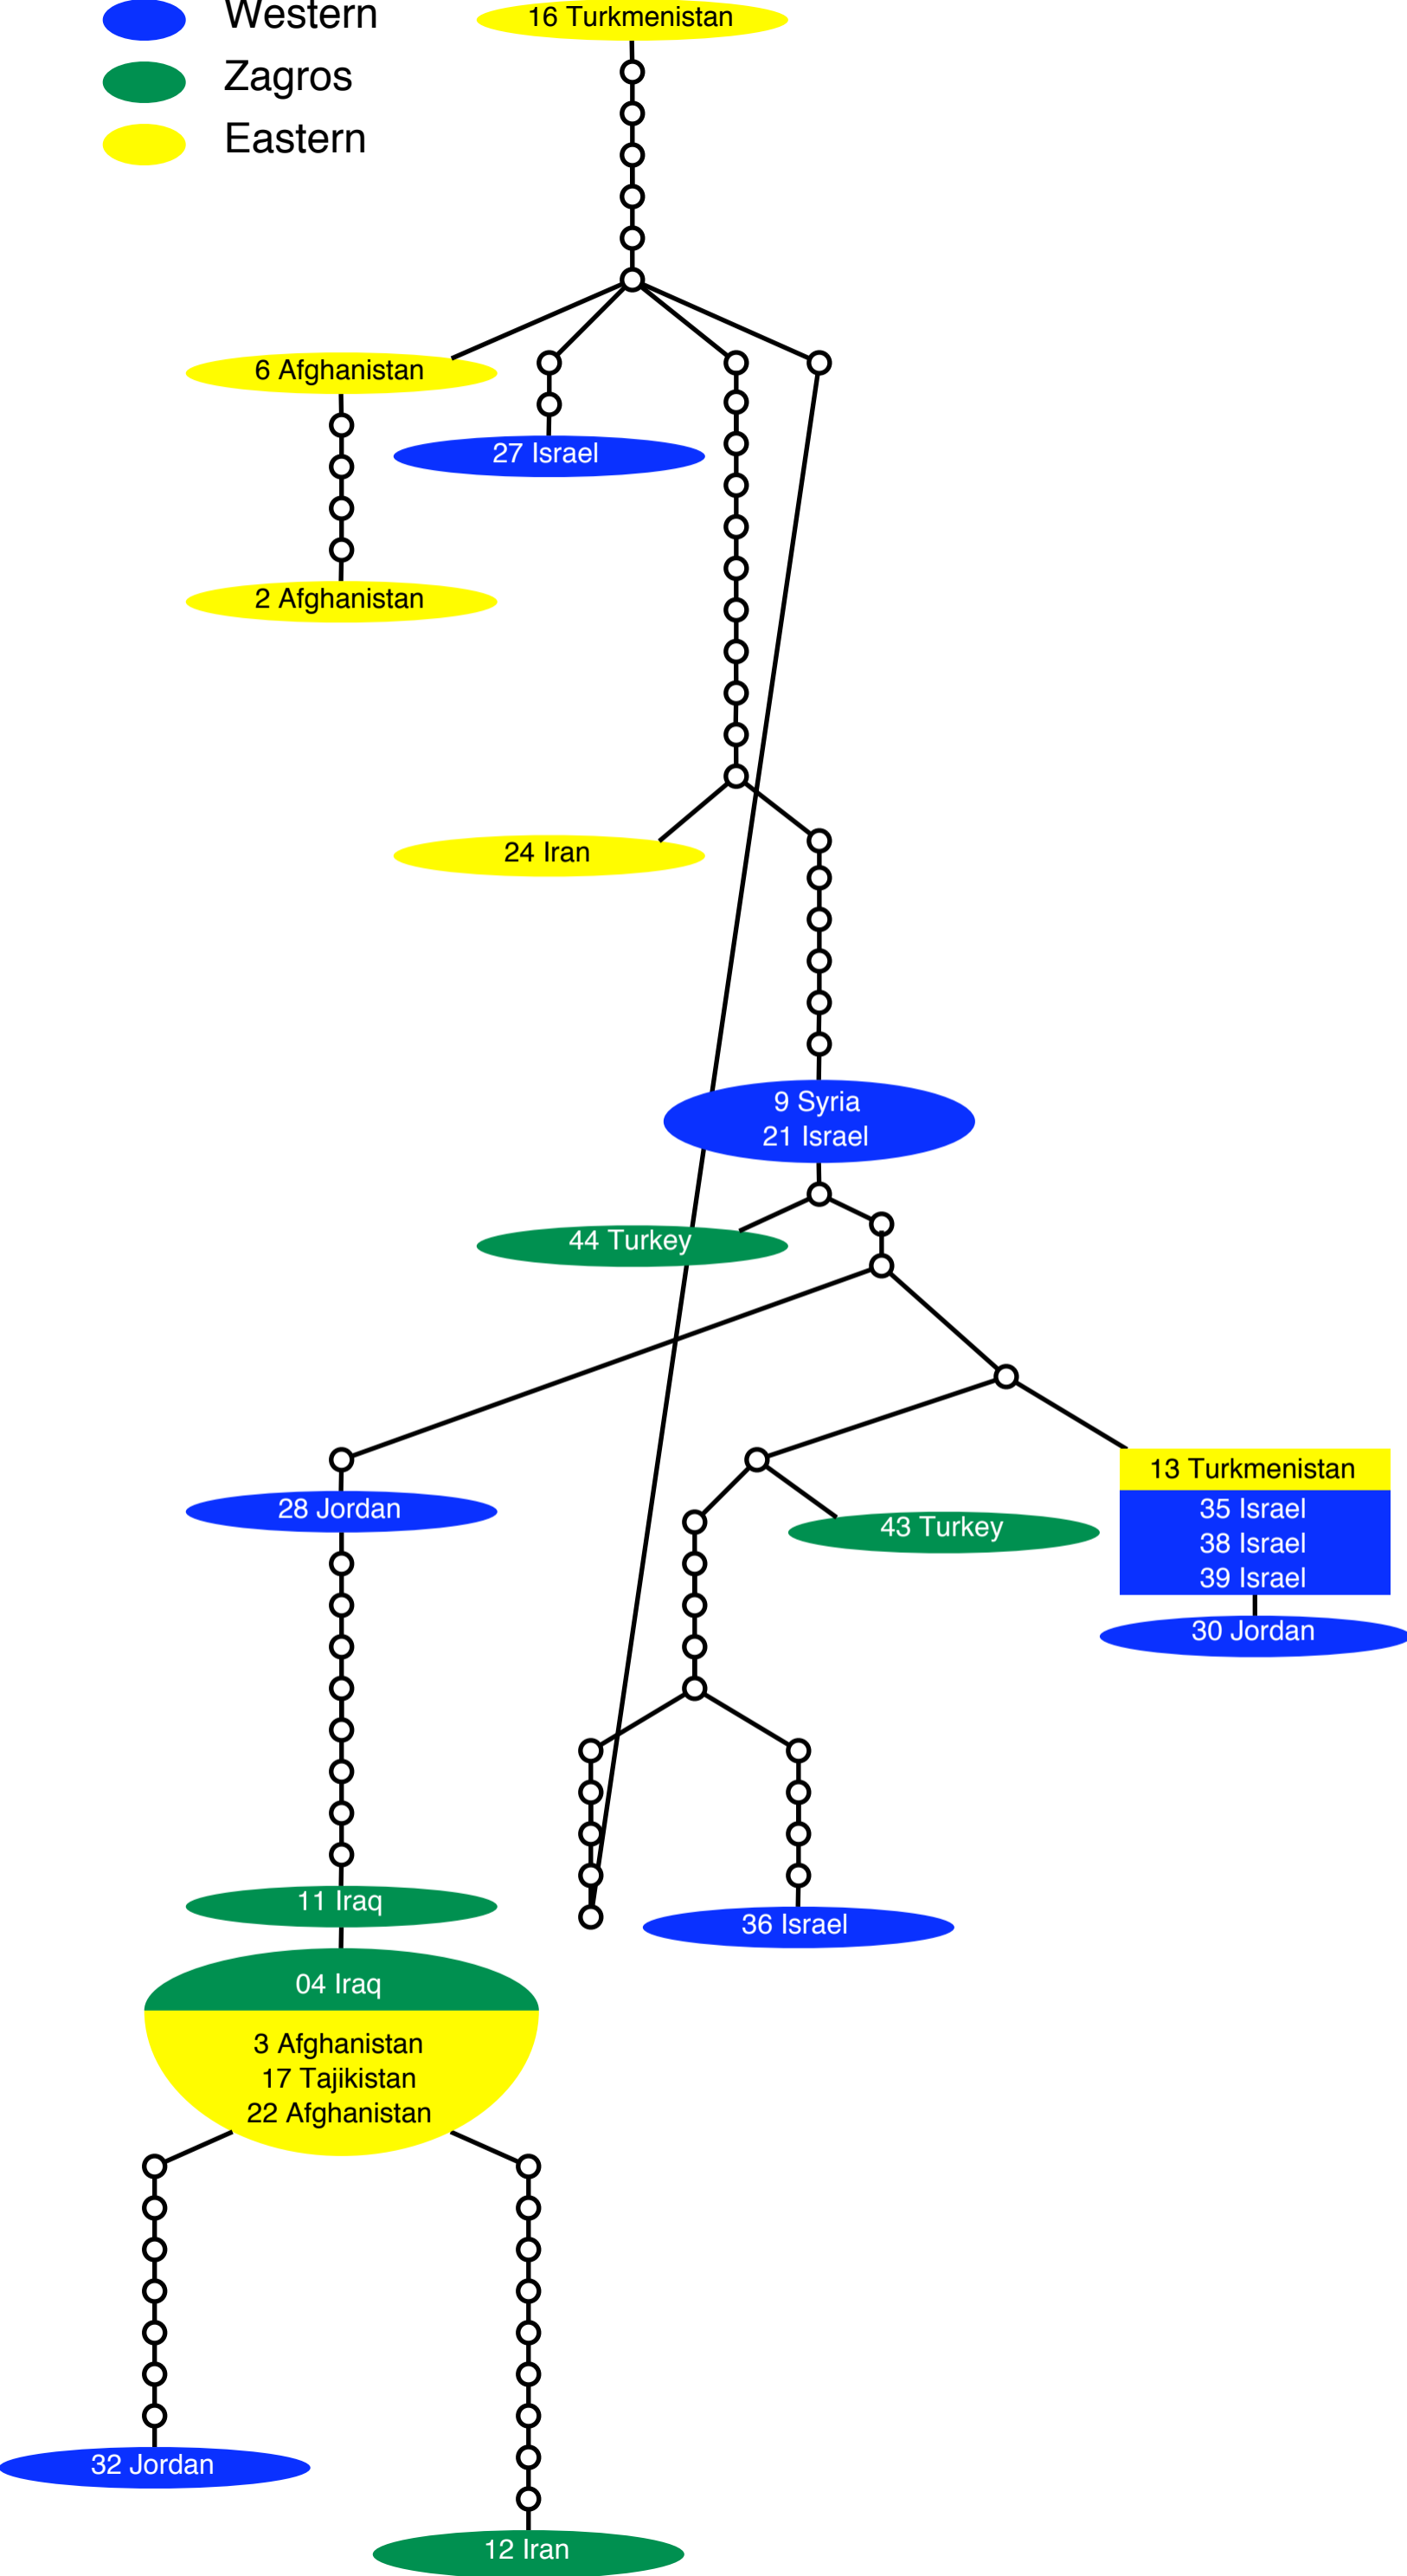 Western
16 Turkmenistan
Zagros
Eastern
6 Afghanistan
27 Israel
2 Afghanistan
24 Iran
9 Syria
21 Israel
44 Turkey
13 Turkmenistan
28 Jordan
35 Israel
43 Turkey
38 Israel
39 Israel
30 Jordan
11 Iraq
36 Israel
04 Iraq
3 Afghanistan
17 Tajikistan
22 Afghanistan
32 Jordan
12 Iran